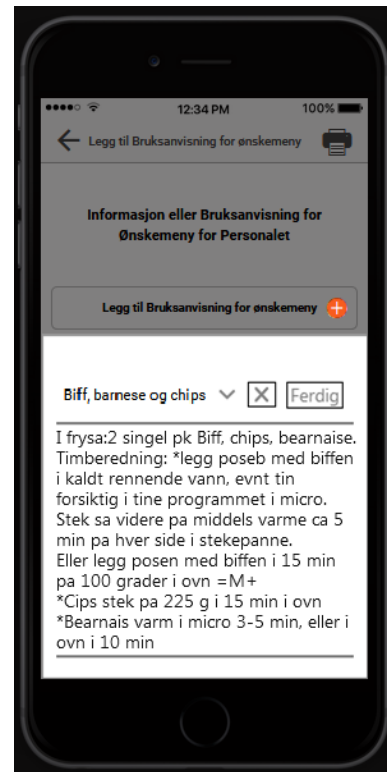 12:34 PM
100%
Legg til Bruksanvisning for ønskemeny
Informasjon eller Bruksanvisning for
Ønskemeny for Personalet
Legg til Bruksanvisning for ønskemeny
Biff, barnese og chips
Ferdig
I frysa:2 singel pk Biff, chips, bearnaise.
Timberedning: *legg poseb med biffen
i kaldt rennende vann, evnt tin
forsiktig i tine programmet i micro.
Stek sa videre pa middels varme ca 5
min pa hver side i stekepanne.
Eller legg posen med biffen i 15 min
pa 100 grader i ovn =M+
*Cips stek pa 225 g i 15 min i ovn
*Bearnais varm i micro 3-5 min, eller i
ovn i 10 min